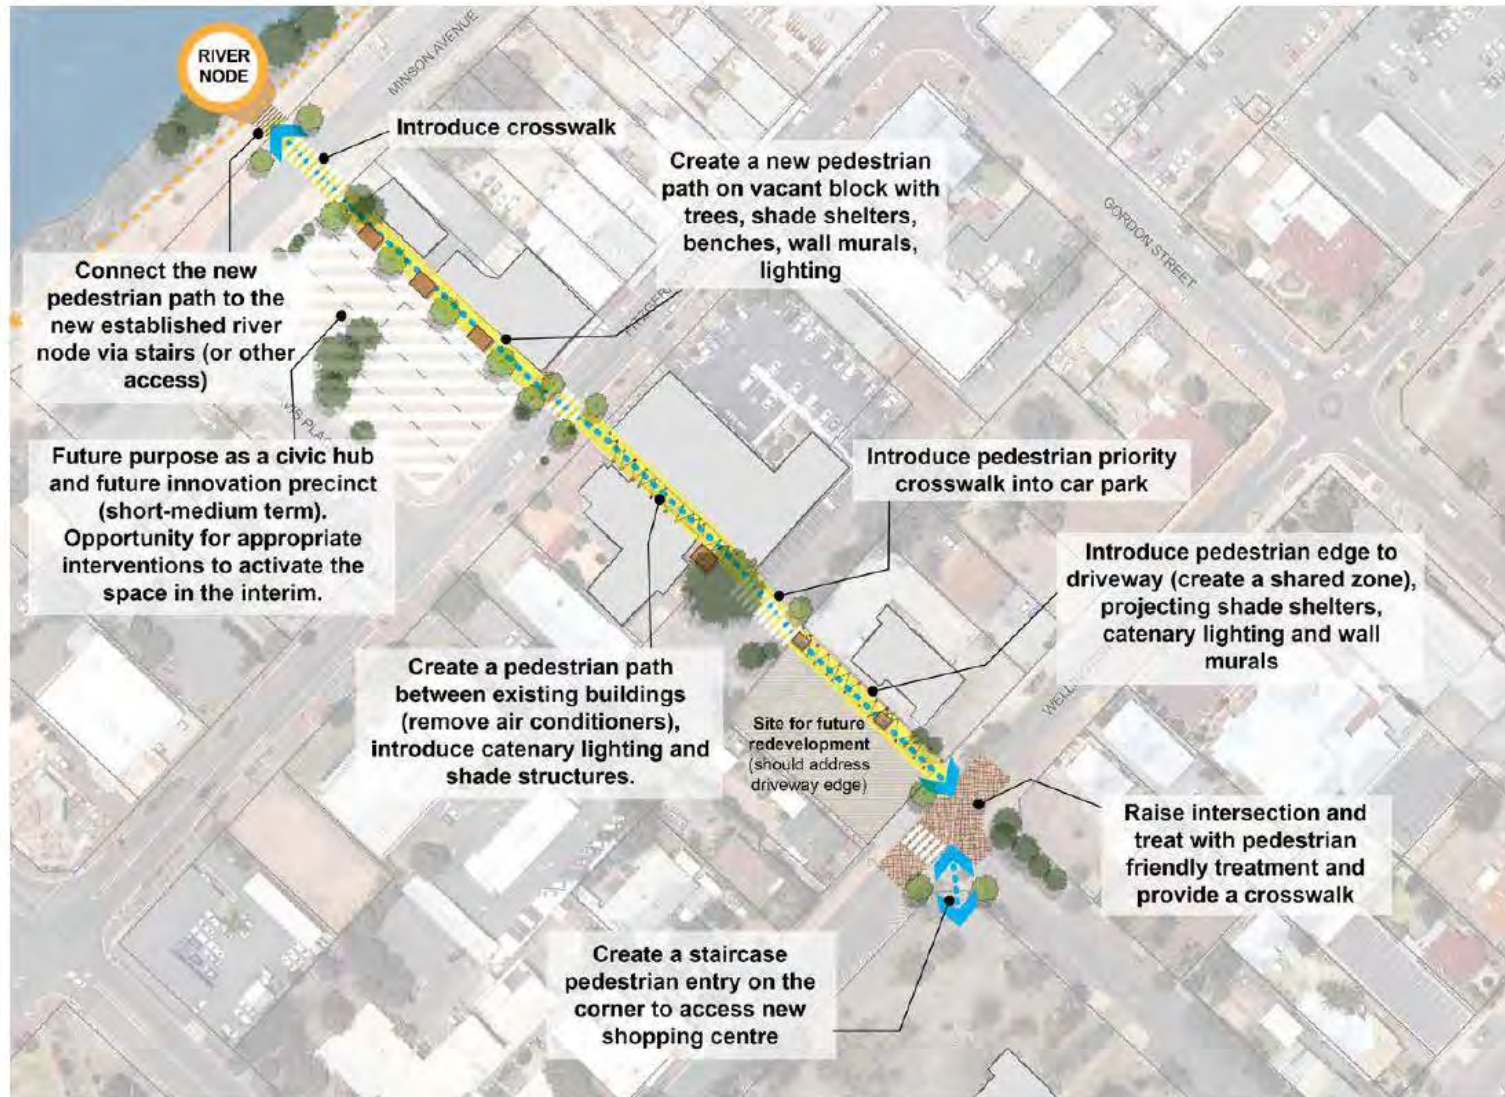 RIVER
NODE
MINSON AVENUE
Introduce crosswalk
Create a new pedestrian
path on vacant block with
trees, shade shelters,
benches, wall murals,
lighting
GORDON STREET
Connect the new
pedestrian path to the
new established river
node via stairs (or other
access)
Future purpose as a civic hub
and future innovation precinct
(short-medium term).
Opportunity for appropriate
interventions to activate the
space in the interim.
Introduce pedestrian priority
crosswalk into car park
Introduce pedestrian edge to
driveway (create a shared zone),
projecting shade shelters,
catenary lighting and wall
murals
Create a pedestrian path
between existing buildings
(remove air conditioners),
introduce catenary lighting and
shade structures.
Site for future
redevelopment
(should address
driveway edge)
Raise intersection and
treat with pedestrian
friendly treatment and
provide a crosswalk
Create a staircase
pedestrian entry on the
corner to access new
shopping centre